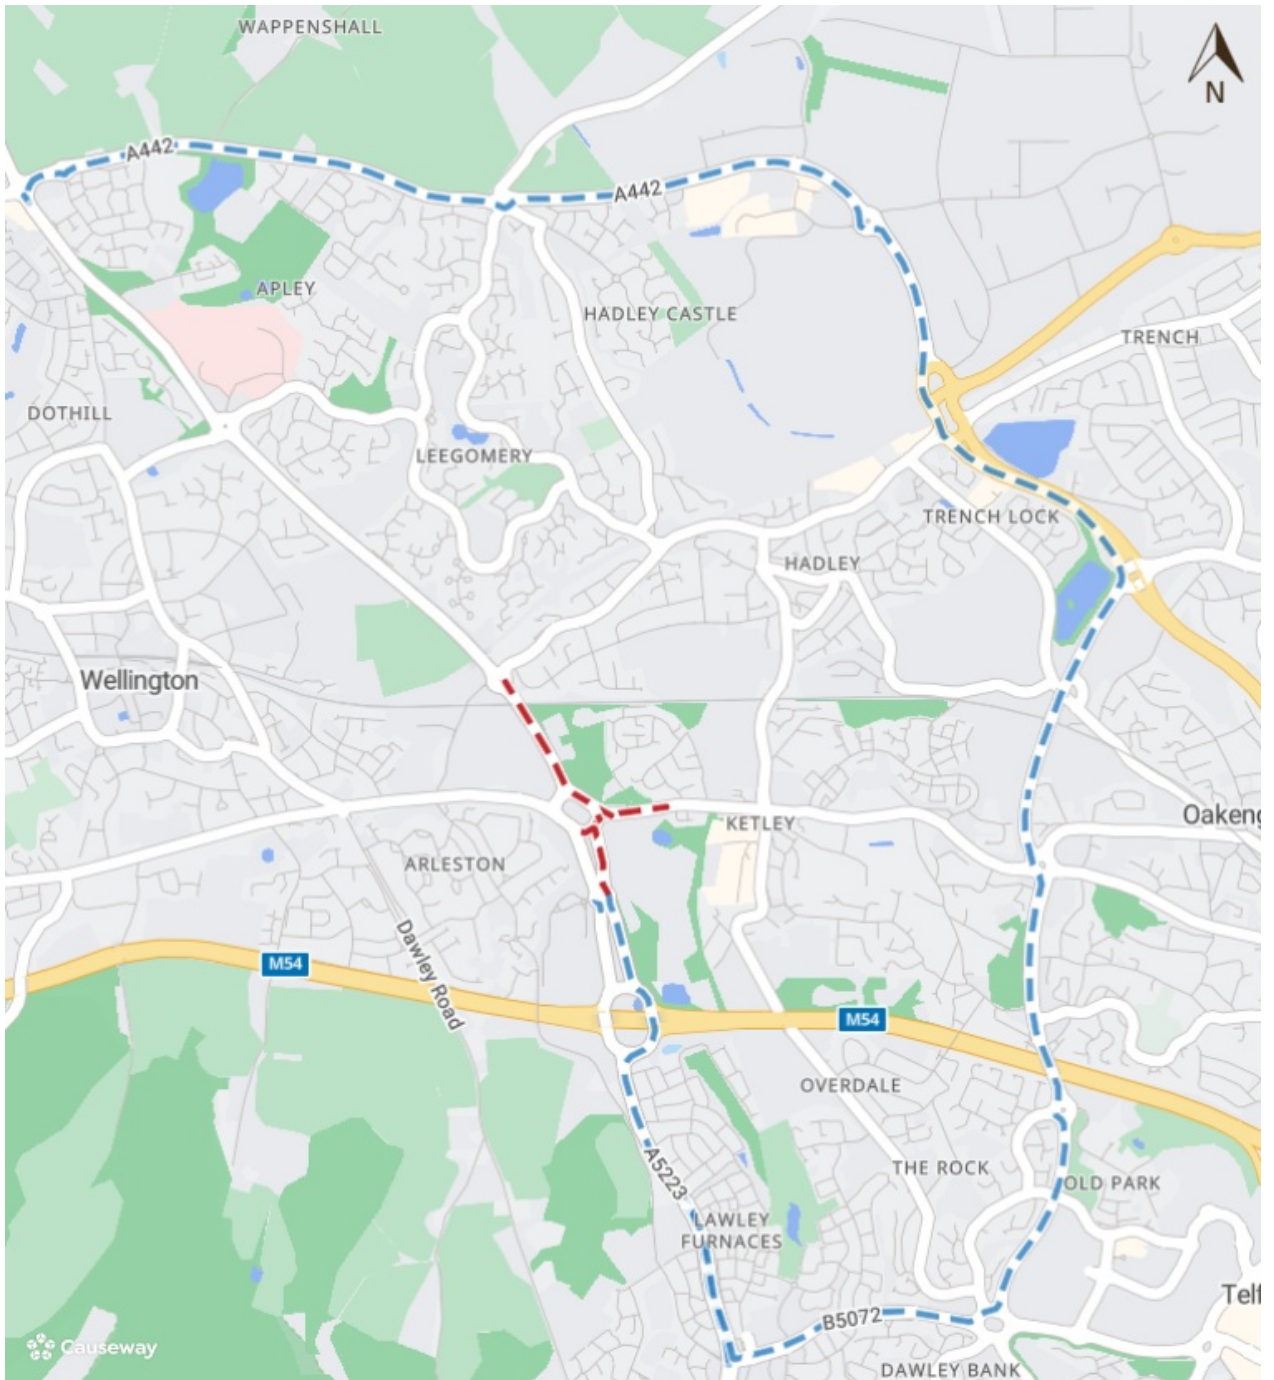 WAPPENSHALL
N
A442
A442
APLEY
HADLEY CASTLE
TRENCH
DOTHILL
LEEGOMERY
TRENCH LOCK
HADLEY
Wellington
Oakeng
KETLEY
ARLESTON
Dawley Road
M54
M54
OVERDALE
A5223
THE ROCK
OLD PARK
LAWLEY
FURNACES
Telf
B5072
Causeway
DAWLEY BANK